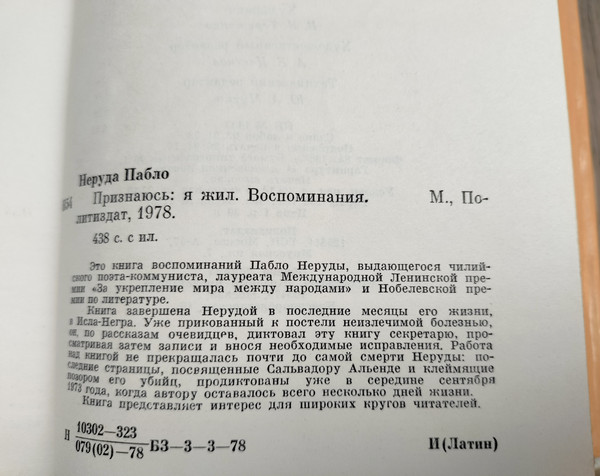 Неруда Пабло
Признаюсь: я жил. Воспоминания. М., По-
литиздат, 1978.
438 с. с ил.
Это книга воспоминаний Пабло Неруды, выдающегося чилий-
ского поэта-коммуниста, лауреата Международной Ленинской пре-
мии «За укрепление мира между народами» и Нобелевской пре-
мии по литературе.
Книга завершена Нерудой в последние месяцы его жизни,
в Исла-Негра. Уже прикованный к постели неизлечимой болезнью,
он, по рассказам очевидцев, диктовал эту книгу секретарю, про-
сматривая затем записи и внося необходимые исправления. Работа
над книгой не прекращалась почти до самой смерти Неруды: по-
следние страницы, посвященные Сальвадору Альенде и клеймящие
позором его убийц, продиктованы уже в середине сентября
1973 года, когда автору оставалось всего несколько дней жизни.
Книга представляет интерес для широких кругов читателей.
Н 10302—323
079(02)—78 БЗ—3—3—78 И(Латин)